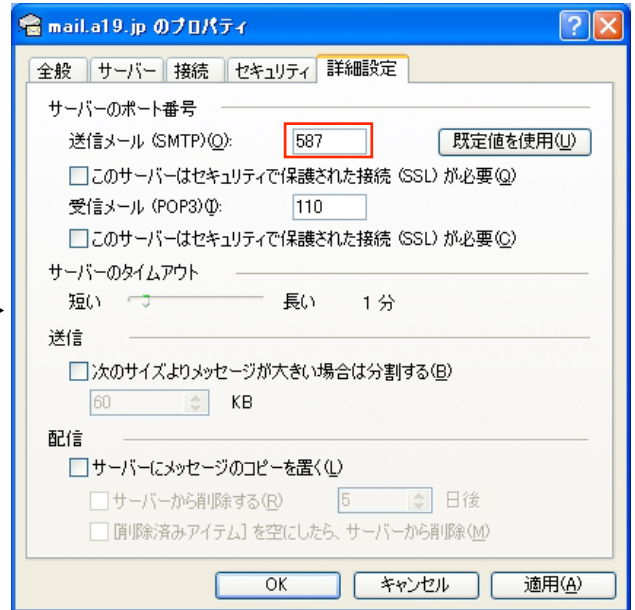 mail.a19.jp のプロパティ
全般 サーバー 接続 セキュリティ 詳細設定
サーバーのポート番号
送信メール (SMTP)(O): 587 既定値を使用(U)
このサーバーはセキュリティで保護された接続 (SSL) が必要(Q)
受信メール (POP3)(I): 110
このサーバーはセキュリティで保護された接続 (SSL) が必要(C)
サーバーのタイムアウト
短い 長い 1 分
送信
次のサイズよりメッセージが大きい場合は分割する(B)
60 KB
配信
サーバーにメッセージのコピーを置く(L)
サーバーから削除する(R) 5 日後
[削除済みアイテム] を空にしたら、サーバーから削除(M)
OK キャンセル 適用(A)